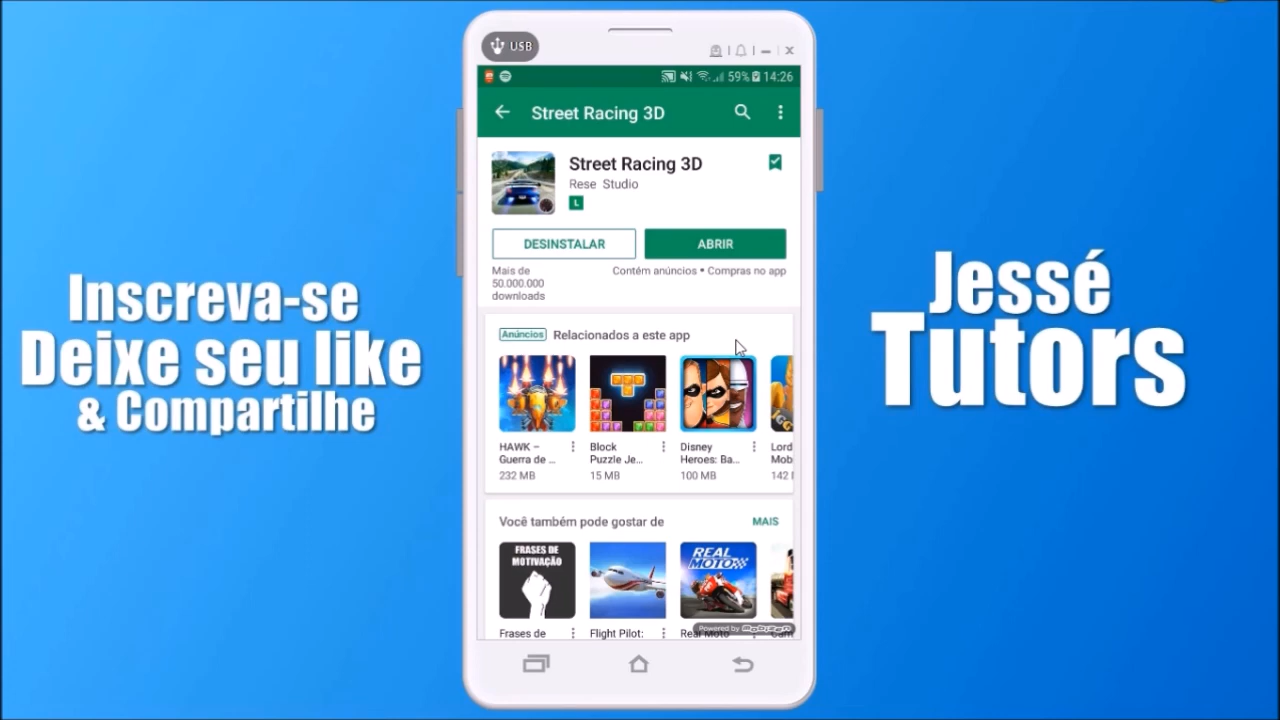 USB
59% 14:26
Street Racing 3D
Street Racing 3D
Rese Studio
L
DESINSTALAR
ABRIR
Mais de
50.000.000
downloads
Contém anúncios • Compras no app
Anúncios Relacionados a este app
HAWK –
Guerra de ...
232 MB
Block
Puzzle Je...
15 MB
Disney
Heroes: Ba...
100 MB
Lord
Mob
142
Você também pode gostar de
MAIS
FRASES DE
MOTIVAÇÃO
REAL
MOTO
Powered by Mobizen
Frases de
Flight Pilot:
Real Moto
Inscreva-se
Deixe seu like
& Compartilhe
Jessé
Tutors